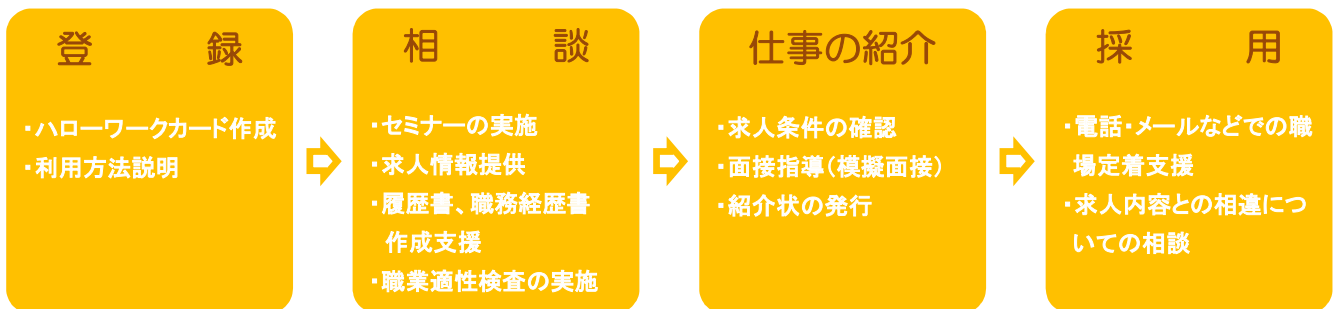 登　録
・ハローワークカード作成
・利用方法説明
相　談
・セミナーの実施
・求人情報提供
・履歴書、職務経歴書
作成支援
・職業適性検査の実施
仕事の紹介
・求人条件の確認
・面接指導（模擬面接）
・紹介状の発行
採　用
・電話・メールなどでの職
場定着支援
・求人内容との相違につ
いての相談